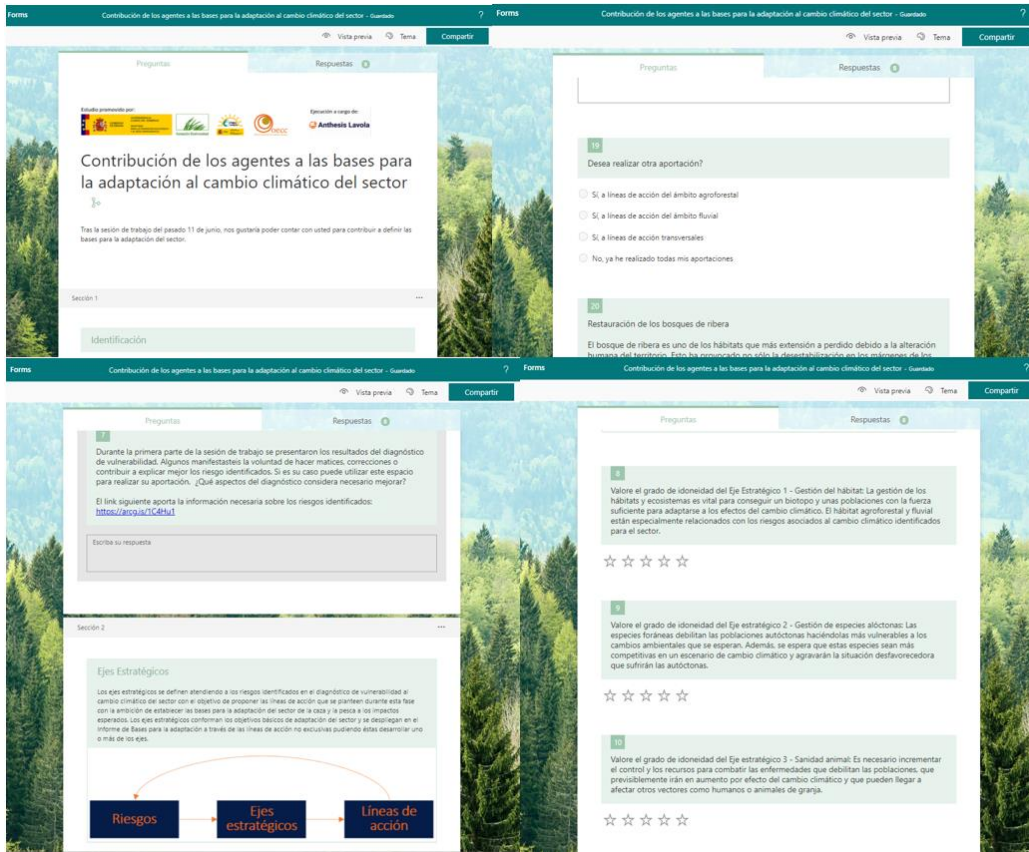 Forms
Contribución de los agentes a las bases para la adaptación al cambio climático del sector - Guardado
?
Vista previa
Tema
Compartir
Preguntas
Respuestas
Estudio promovido por:
Ejecución a cargo de:
Anthesis Lavola
Contribución de los agentes a las bases para
la adaptación al cambio climático del sector
Tras la sesión de trabajo del pasado 11 de junio, nos gustaría poder contar con usted para contribuir a definir las
bases para la adaptación del sector.
Sección 1
Identificación
Forms
Contribución de los agentes a las bases para la adaptación al cambio climático del sector - Guardado
?
Vista previa
Tema
Compartir
Preguntas
Respuestas
19
Desea realizar otra aportación?
Sí, a líneas de acción del ámbito agroforestal
Sí, a líneas de acción del ámbito fluvial
Sí, a líneas de acción transversales
No, ya he realizado todas mis aportaciones
20
Restauración de los bosques de ribera
El bosque de ribera es uno de los hábitats que más extensión a perdido debido a la alteración
humana del territorio. Esto ha provocado no sólo la desestabilización en los márgenes de los
Forms
Contribución de los agentes a las bases para la adaptación al cambio climático del sector - Guardado
?
Vista previa
Tema
Compartir
Preguntas
Respuestas
7
Durante la primera parte de la sesión de trabajo se presentaron los resultados del diagnóstico
de vulnerabilidad. Algunos manifestasteis la voluntad de hacer matices, correcciones o
contribuir a explicar mejor los riesgo identificados. Si es su caso puede utilizar este espacio
para realizar su aportación. ¿Qué aspectos del diagnóstico considera necesario mejorar?
El link siguiente aporta la información necesaria sobre los riesgos identificados:
https://arcg.is/1C4Hu1
Escriba su respuesta
Sección 2
Ejes Estratégicos
Los ejes estratégicos se definen atendiendo a los riesgos identificados en el diagnóstico de vulnerabilidad al
cambio climático del sector con el objetivo de proponer las líneas de acción que se planteen durante esta fase
con la ambición de establecer las bases para la adaptación del sector de la caza y la pesca a los impactos
esperados. Los ejes estratégicos conforman los objetivos básicos de adaptación del sector y se despliegan en el
Informe de Bases para la adaptación a través de las líneas de acción no exclusivas pudiendo éstas desarrollar uno
o más de los ejes.
Riesgos
Ejes
estratégicos
Líneas de
acción
Forms
Contribución de los agentes a las bases para la adaptación al cambio climático del sector - Guardado
?
Vista previa
Tema
Compartir
Preguntas
Respuestas
8
Valore el grado de idoneidad del Eje Estratégico 1 - Gestión del hábitat: La gestión de los
hábitats y ecosistemas es vital para conseguir un biotopo y unas poblaciones con la fuerza
suficiente para adaptarse a los efectos del cambio climático. El hábitat agroforestal y fluvial
están especialmente relacionados con los riesgos asociados al cambio climático identificados
para el sector.
9
Valore el grado de idoneidad del Eje estratégico 2 - Gestión de especies alóctonas: Las
especies foráneas debilitan las poblaciones autóctonas haciéndolas más vulnerables a los
cambios ambientales que se esperan. Además, se espera que estas especies sean más
competitivas en un escenario de cambio climático y agravarán la situación desfavorecedora
que sufrirán las autóctonas.
10
Valore el grado de idoneidad del Eje estratégico 3 - Sanidad animal: Es necesario incrementar
el control y los recursos para combatir las enfermedades que debilitan las poblaciones, que
previsiblemente irán en aumento por efecto del cambio climático y que pueden llegar a
afectar otros vectores como humanos o animales de granja.